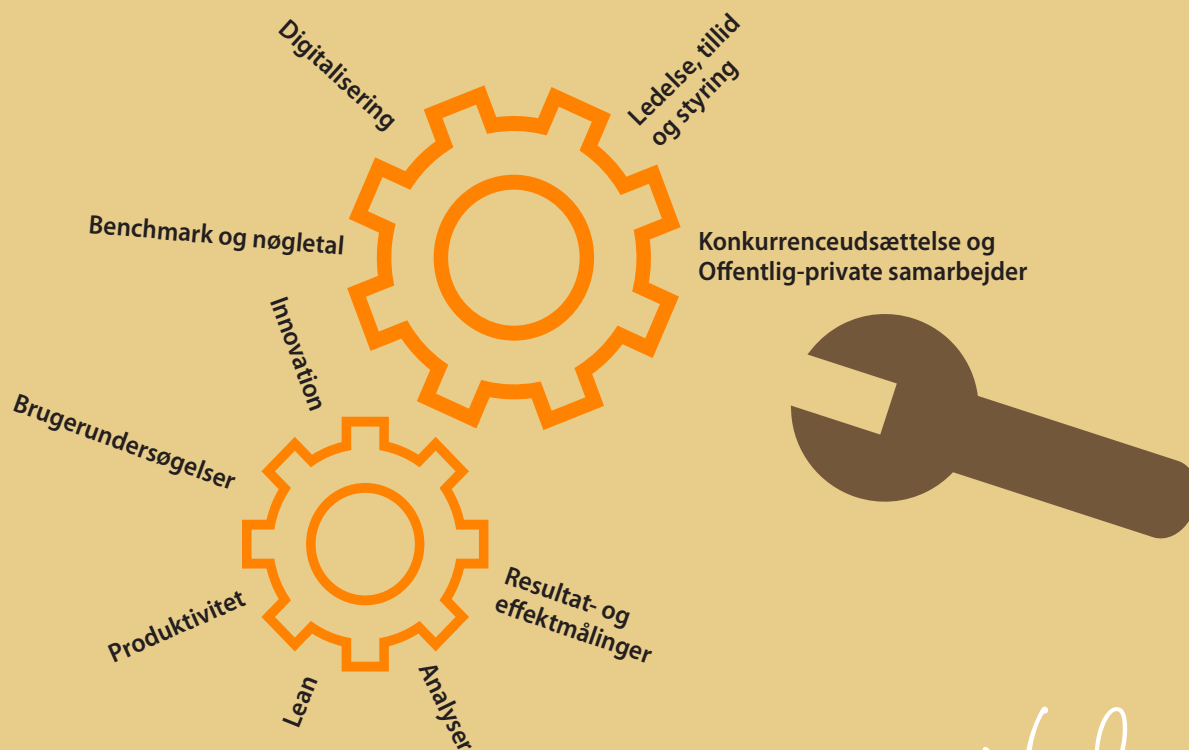 Digitalisering
Ledelse, tillid
og styring
Benchmark og nøgletal
Konkurrenceudsættelse og
Offentlig-private samarbejder
Innovation
Brugerundersøgelser
Resultat- og
effektmålinger
Produktivitet
Lean
Analyser